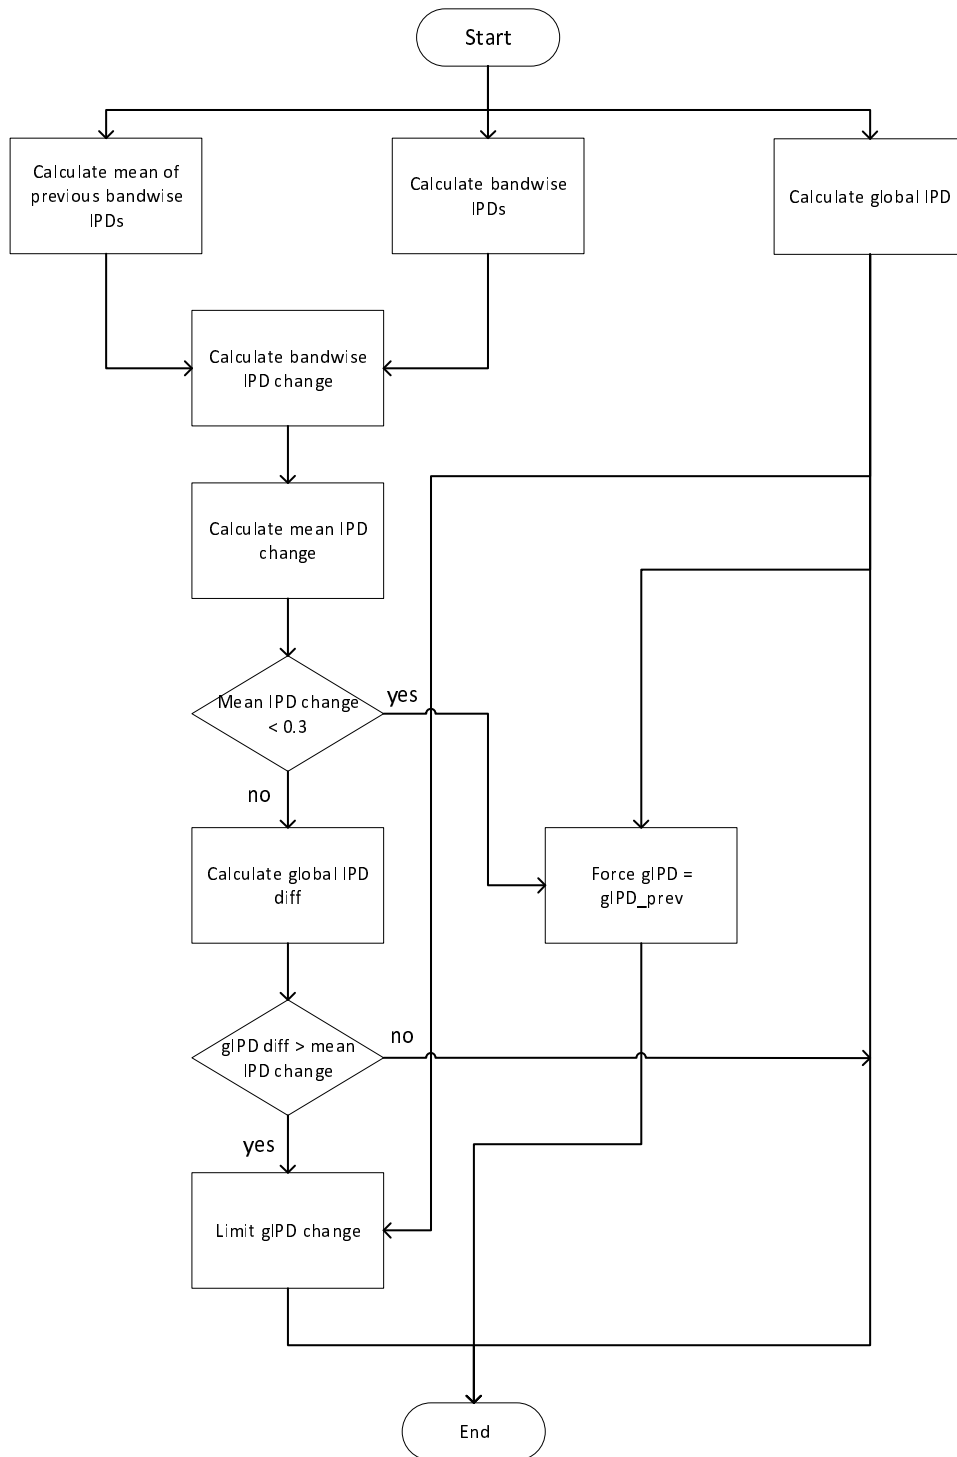 Start
Calculate mean of
previous bandwise
IPDs
Calculate bandwise
IPDs
Calculate global IPD
Calculate bandwise
IPD change
Calculate mean IPD
change
Mean IPD change
< 0.3
yes
no
Calculate global IPD
diff
Force gIPD =
gIPD_prev
gIPD diff > mean
IPD change
no
yes
Limit gIPD change
End